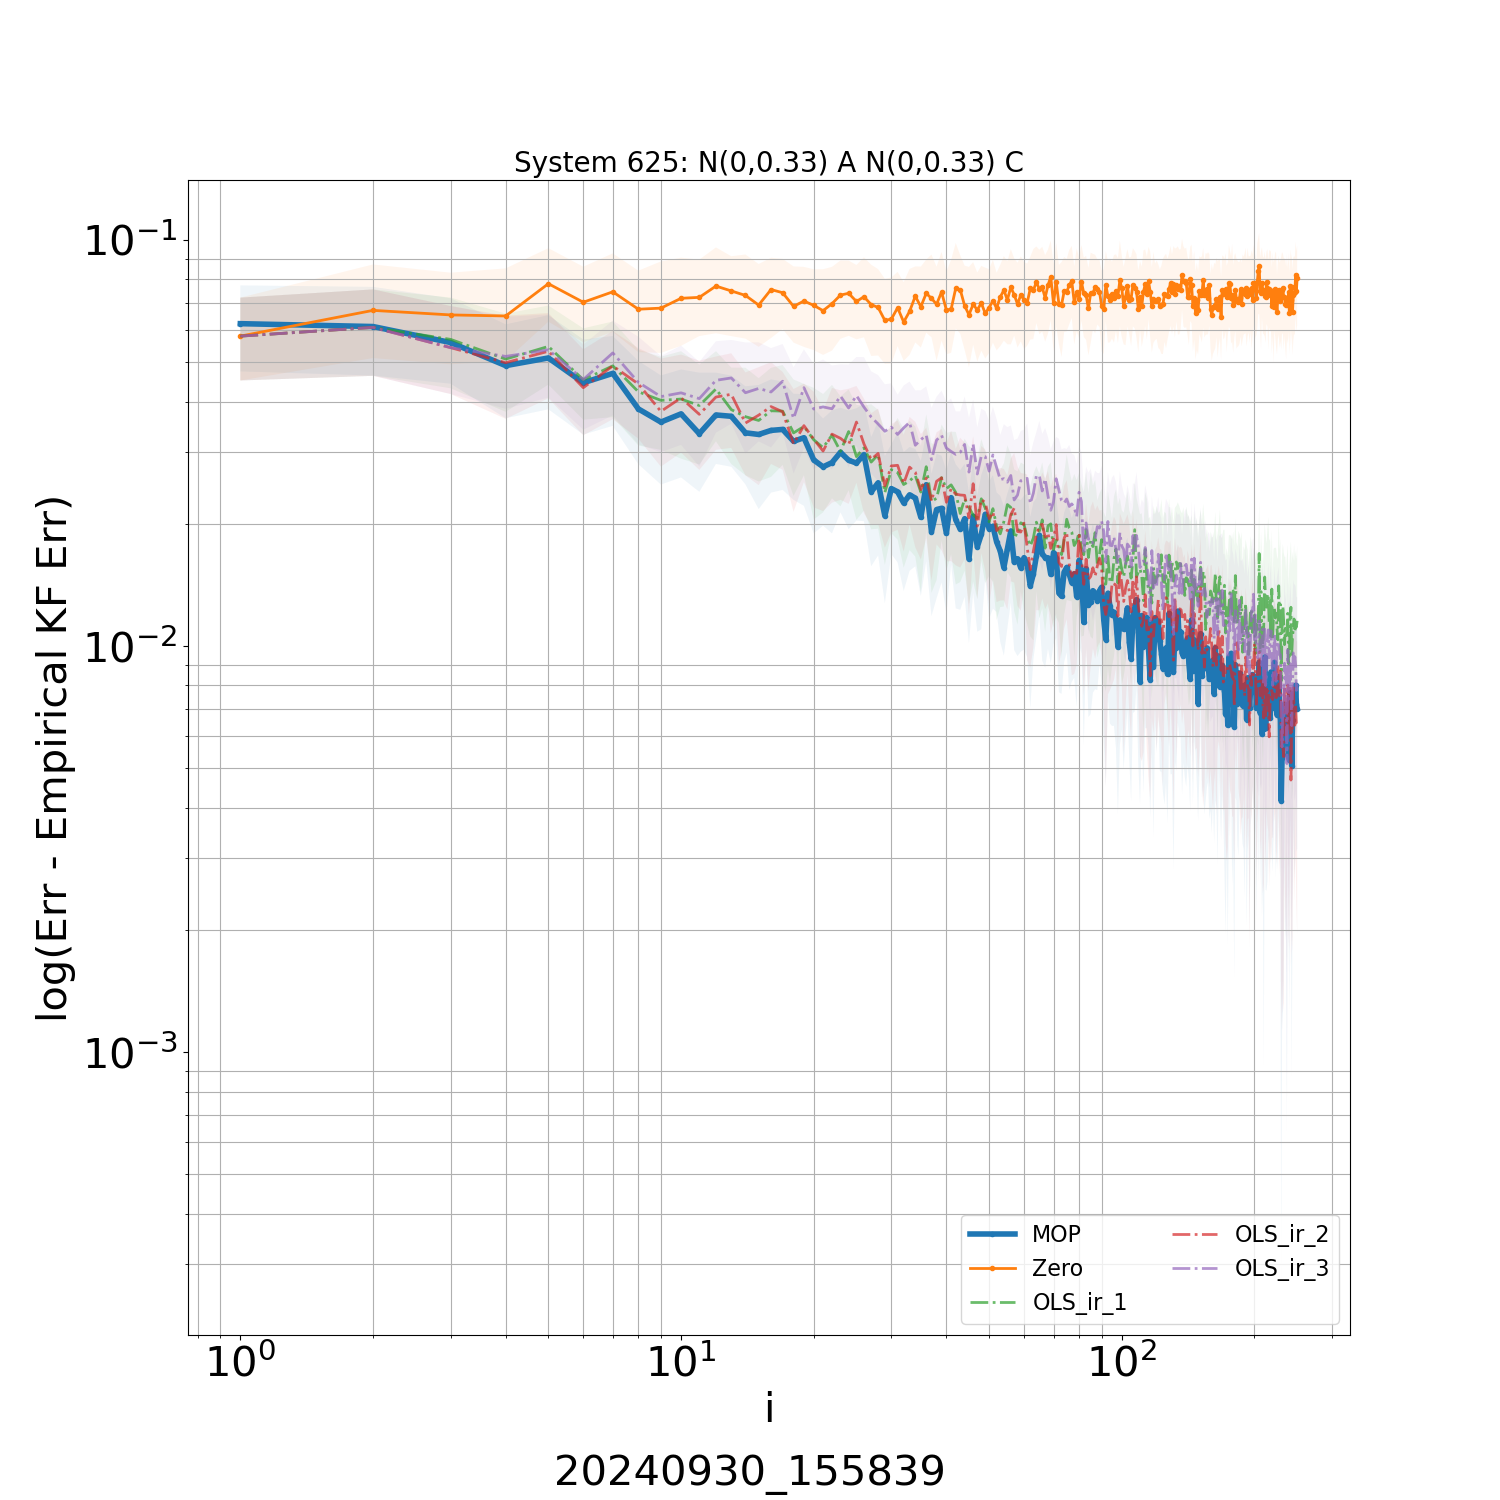 System 625: N(0,0.33) A N(0,0.33) C
log(Err - Empirical KF Err)
10⁻¹
10⁻²
10⁻³
MOP
Zero
OLS_ir_1
OLS_ir_2
OLS_ir_3
10⁰
10¹
10²
i
20240930_155839